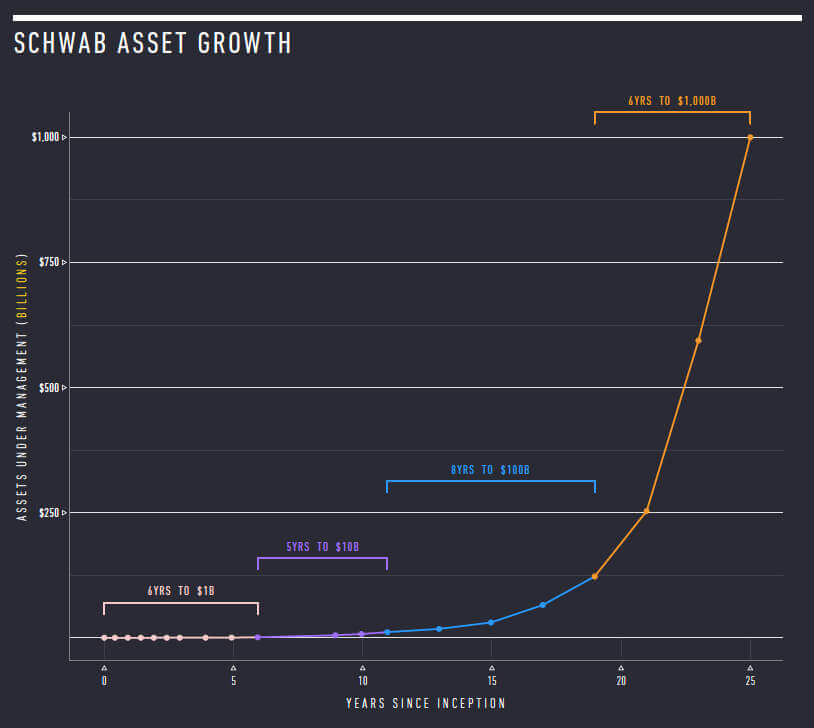 SCHWAB ASSET GROWTH
6YRS TO $1,000B
$1,000
$750
$500
8YRS TO $100B
$250
5YRS TO $10B
6YRS TO $1B
ASSETS UNDER MANAGEMENT (BILLIONS)
0 5 10 15 20 25
YEARS SINCE INCEPTION